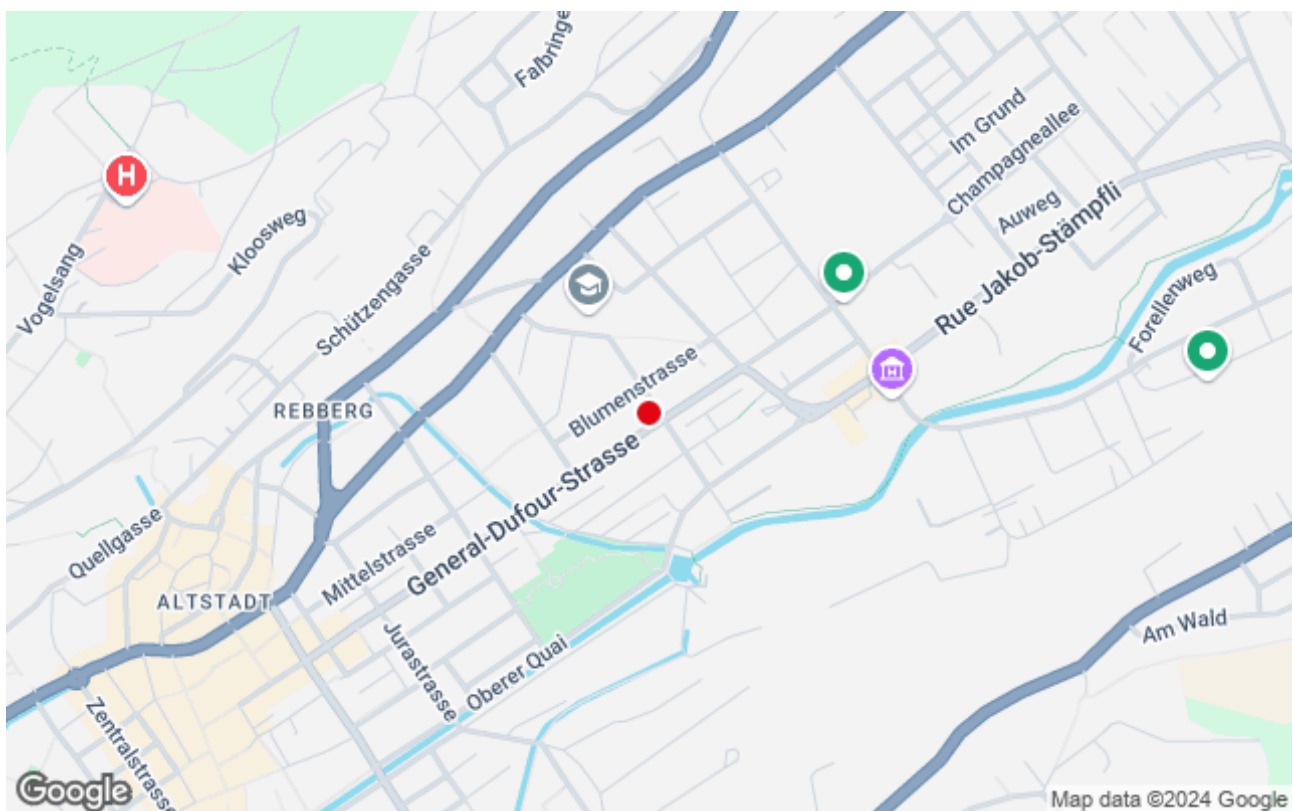 Falbringe
Im Grund
Champagneallee
Auweg
Rue Jakob-Stämpfli
H
Kloosweg
Vogelsang
Schützengasse
Forellenweg
Blumenstrasse
REBBERG
General-Dufour-Strasse
Quellgasse
Mittelstrasse
ALTSTADT
Jurastrasse
Oberer Quai
Am Wald
Zentralstrasse
Google
Map data ©2024 Google